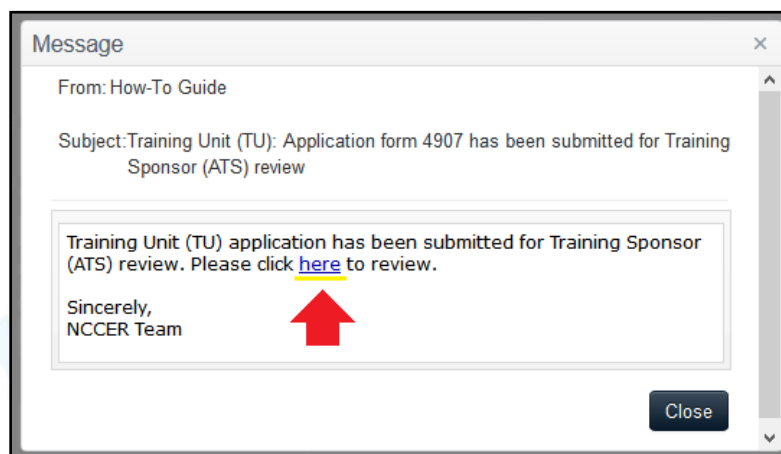 Message
From: How-To Guide
Subject:Training Unit (TU): Application form 4907 has been submitted for Training
Sponsor (ATS) review
Training Unit (TU) application has been submitted for Training Sponsor
(ATS) review. Please click here to review.
Sincerely,
NCCER Team
Close